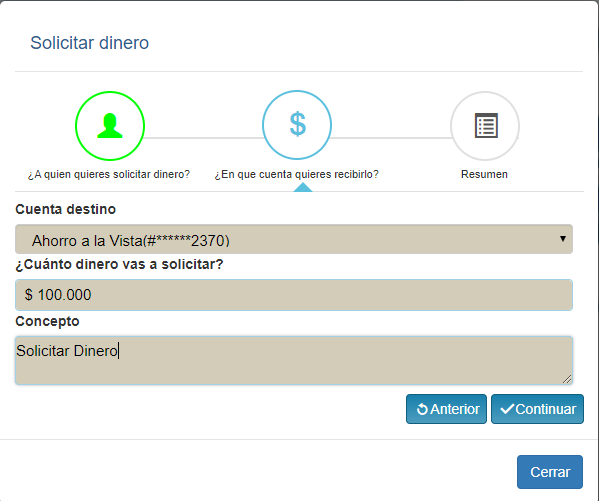 Solicitar dinero
$
¿A quien quieres solicitar dinero?
¿En que cuenta quieres recibirlo?
Resumen
Cuenta destino
Ahorro a la Vista(#******2370)
¿Cuánto dinero vas a solicitar?
$ 100.000
Concepto
Solicitar Dinero
Anterior
Continuar
Cerrar